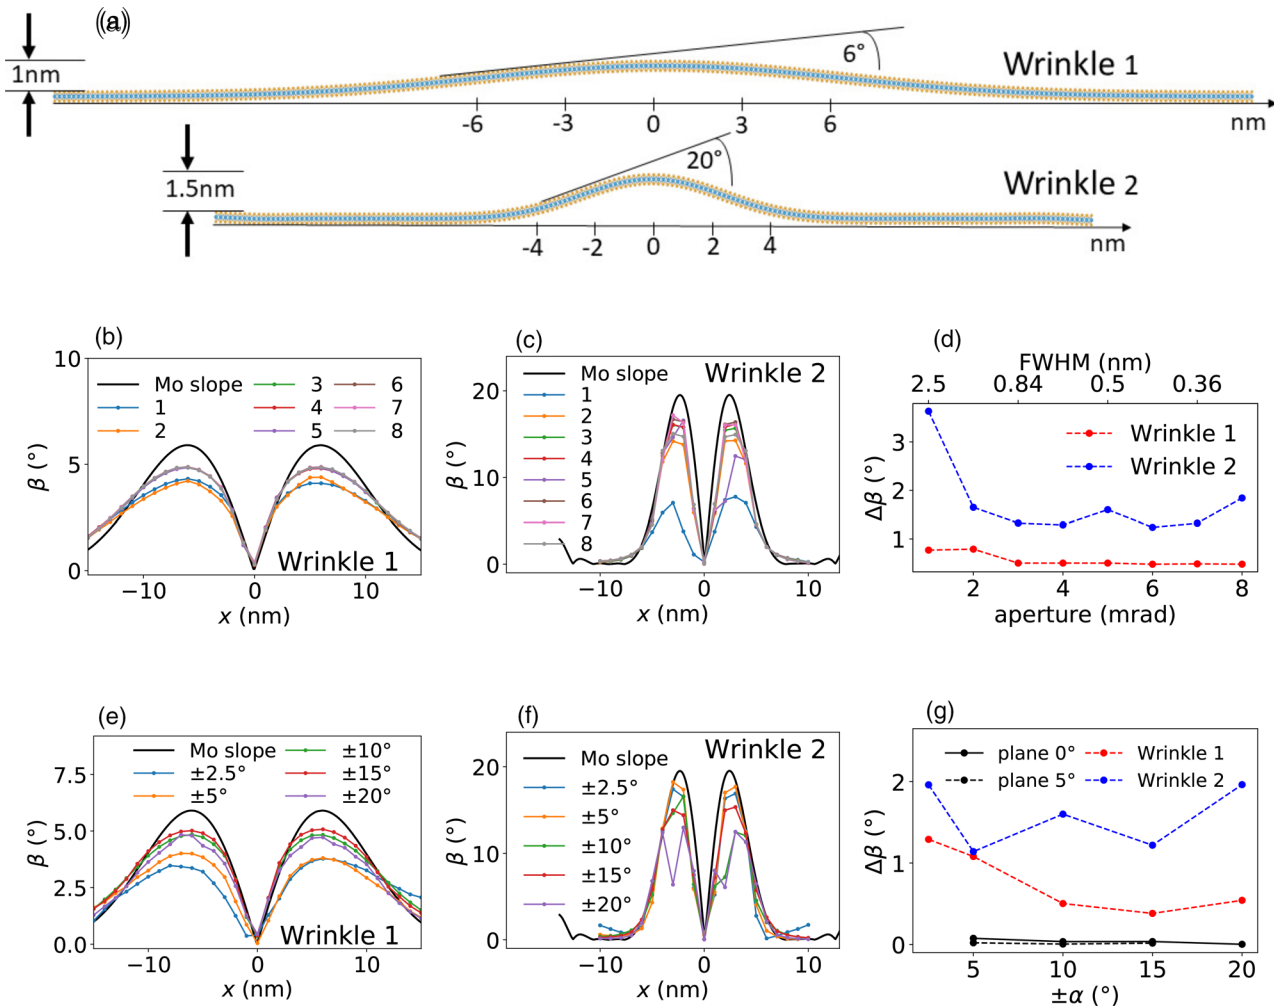 (a)
1nm
6°
Wrinkle 1
-6 -3 0 3 6 nm
1.5nm
20°
Wrinkle 2
-4 -2 0 2 4 nm
(b)
10
5
0
β (°)
Mo slope
1
2
3
4
5
6
7
8
Wrinkle 1
−10 0 10
x (nm)
(c)
20
10
0
β (°)
Mo slope
1
2
3
4
5
6
7
8
Wrinkle 2
−10 0 10
x (nm)
(d)
FWHM (nm)
2.5 0.84 0.5 0.36
3
2
1
Δβ (°)
Wrinkle 1
Wrinkle 2
2 4 6 8
aperture (mrad)
(e)
7.5
5.0
2.5
0.0
β (°)
Mo slope
±2.5°
±5°
±10°
±15°
±20°
Wrinkle 1
−10 0 10
x (nm)
(f)
20
10
0
β (°)
Mo slope
±2.5°
±5°
±10°
±15°
±20°
Wrinkle 2
−10 0 10
x (nm)
(g)
2
1
0
Δβ (°)
plane 0°
plane 5°
Wrinkle 1
Wrinkle 2
5 10 15 20
±α (°)